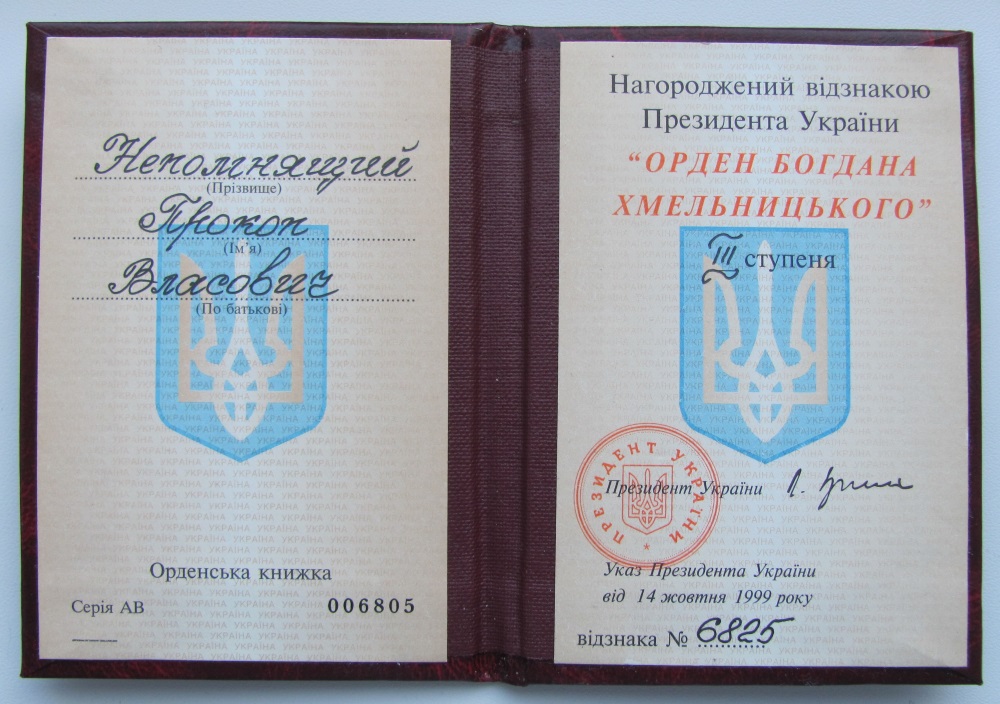 Непомнящий
(Прізвище)
Прокоп
(Ім'я)
Власович
(По батькові)
Орденська книжка
Серія АВ 006805
Нагороджений відзнакою
Президента України
“ОРДЕН БОГДАНА
ХМЕЛЬНИЦЬКОГО”
III ступеня
ПРЕЗИДЕНТ УКРАЇНИ
Президент України
Указ Президента України
від 14 жовтня 1999 року
відзнака № 6825